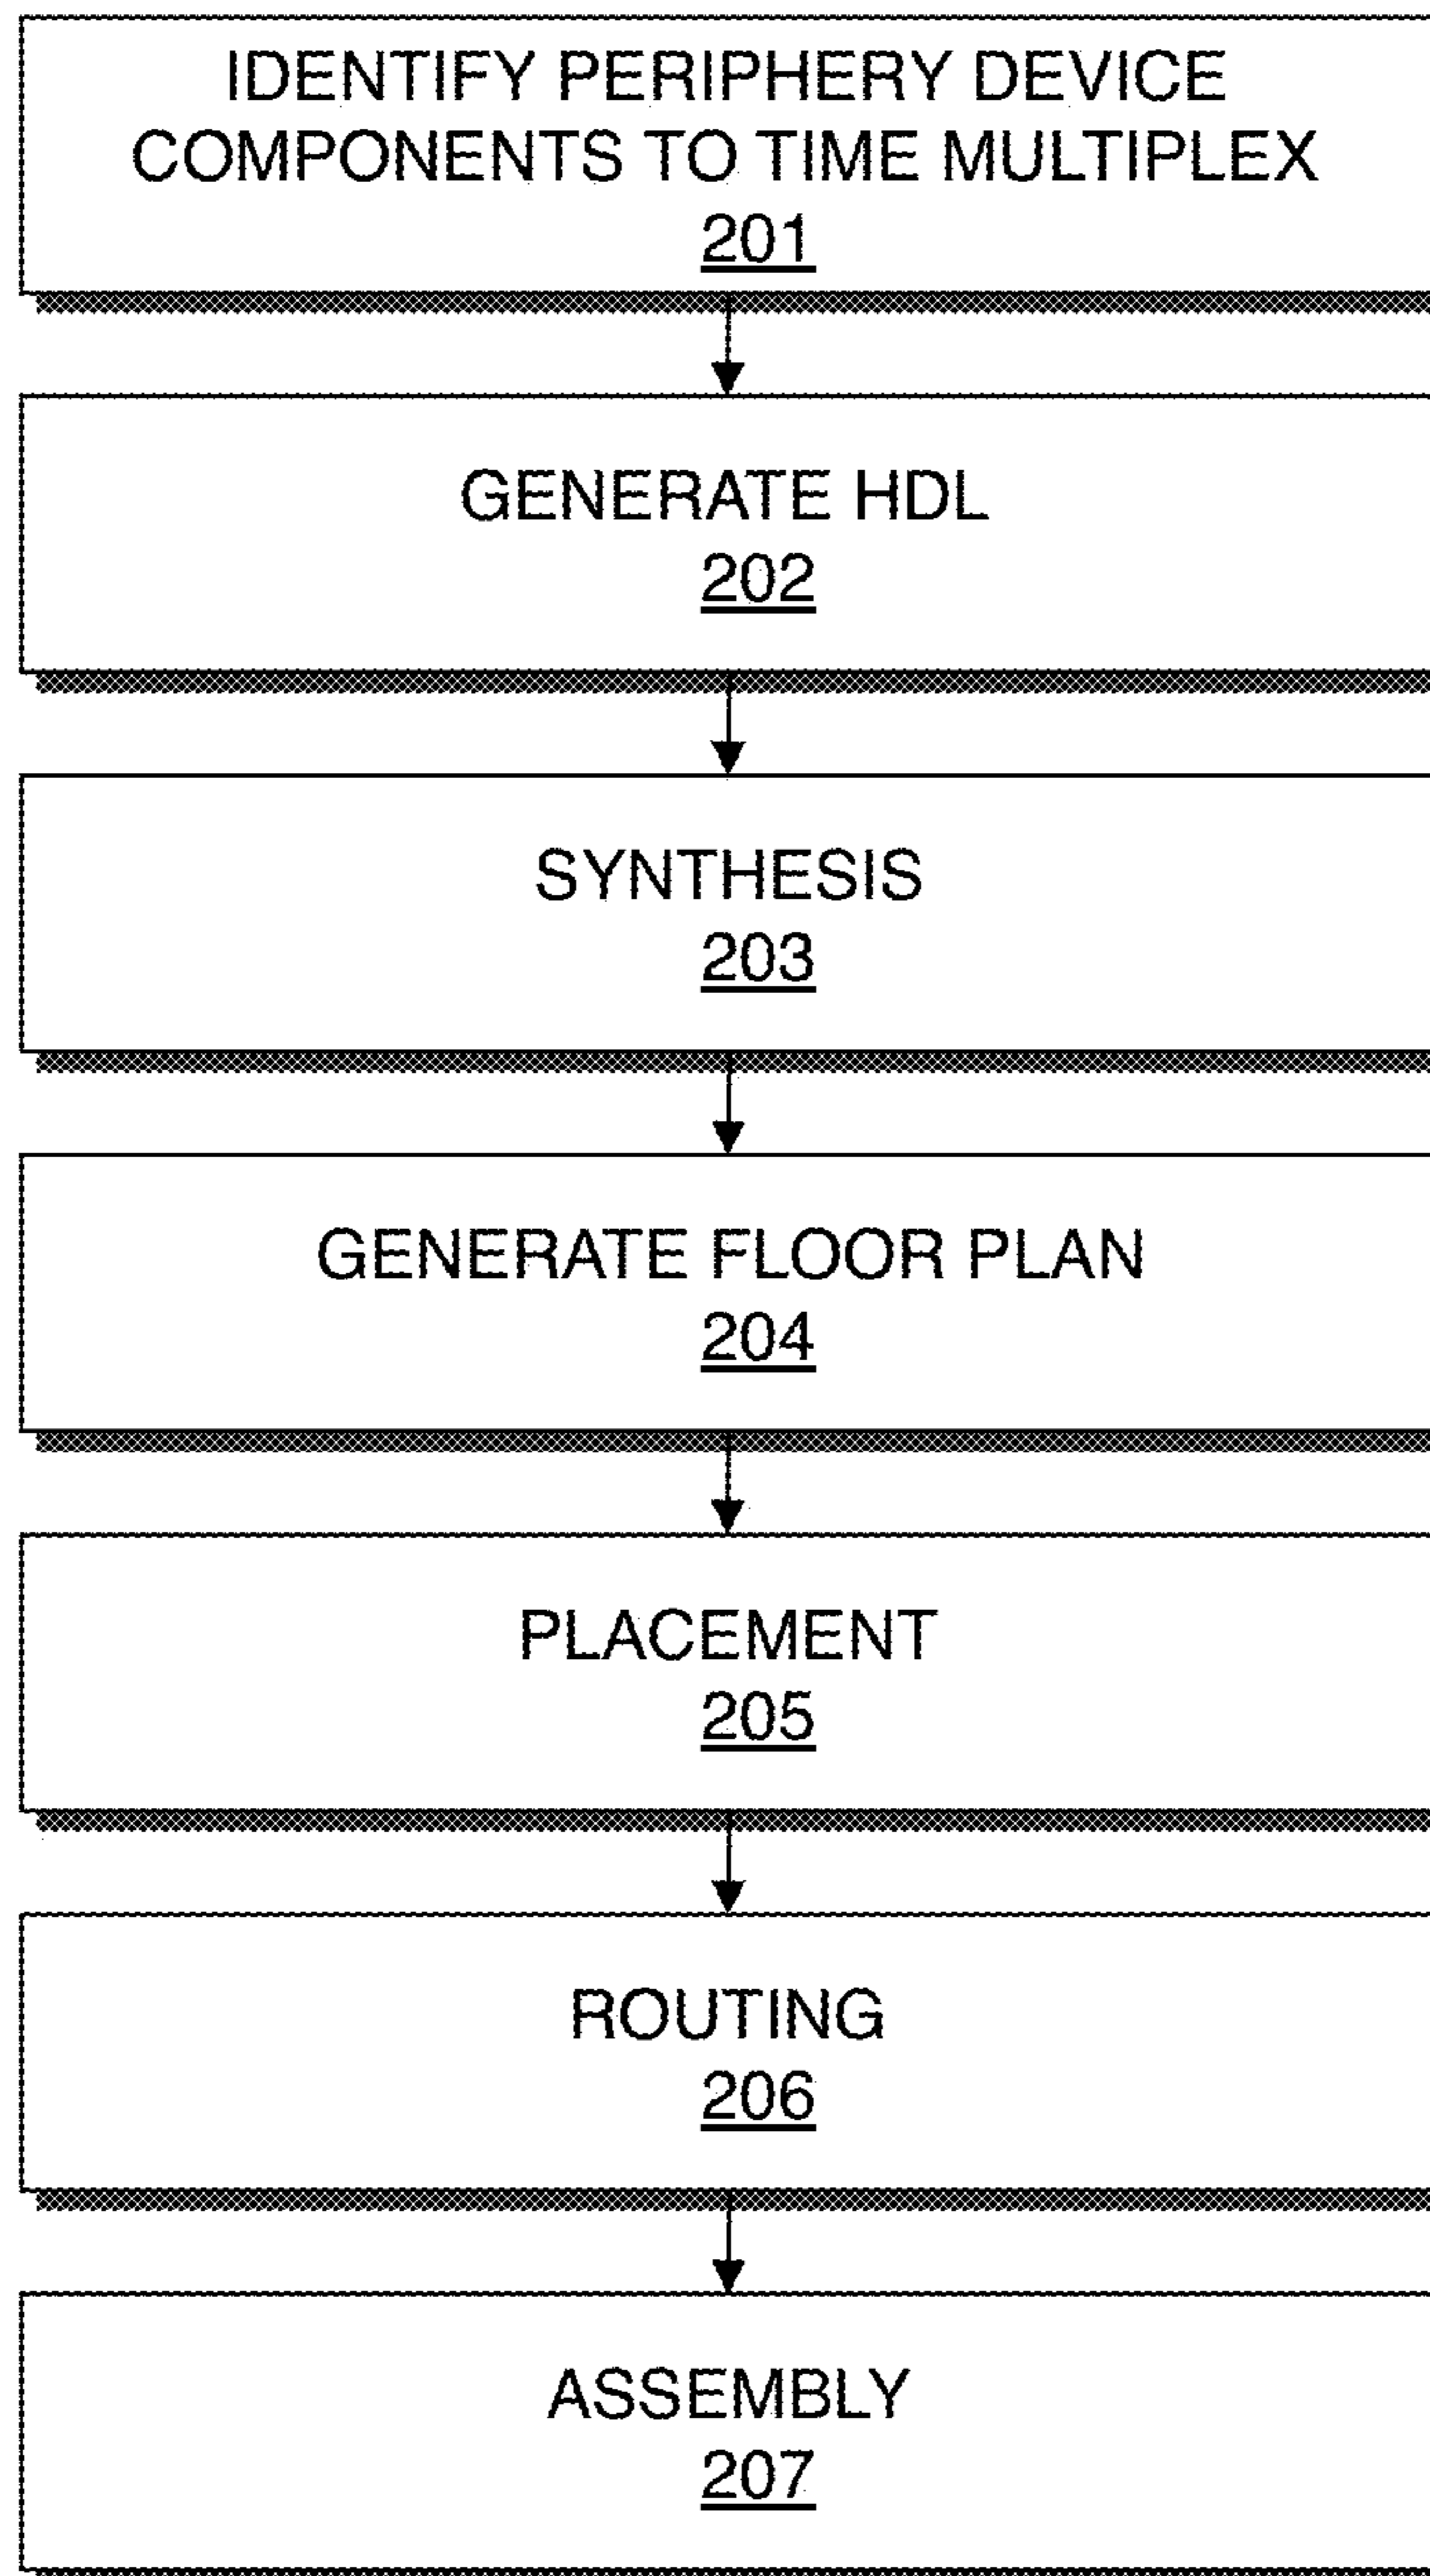 IDENTIFY PERIPHERY DEVICE
COMPONENTS TO TIME MULTIPLEX
201
GENERATE HDL
202
SYNTHESIS
203
GENERATE FLOOR PLAN
204
PLACEMENT
205
ROUTING
206
ASSEMBLY
207